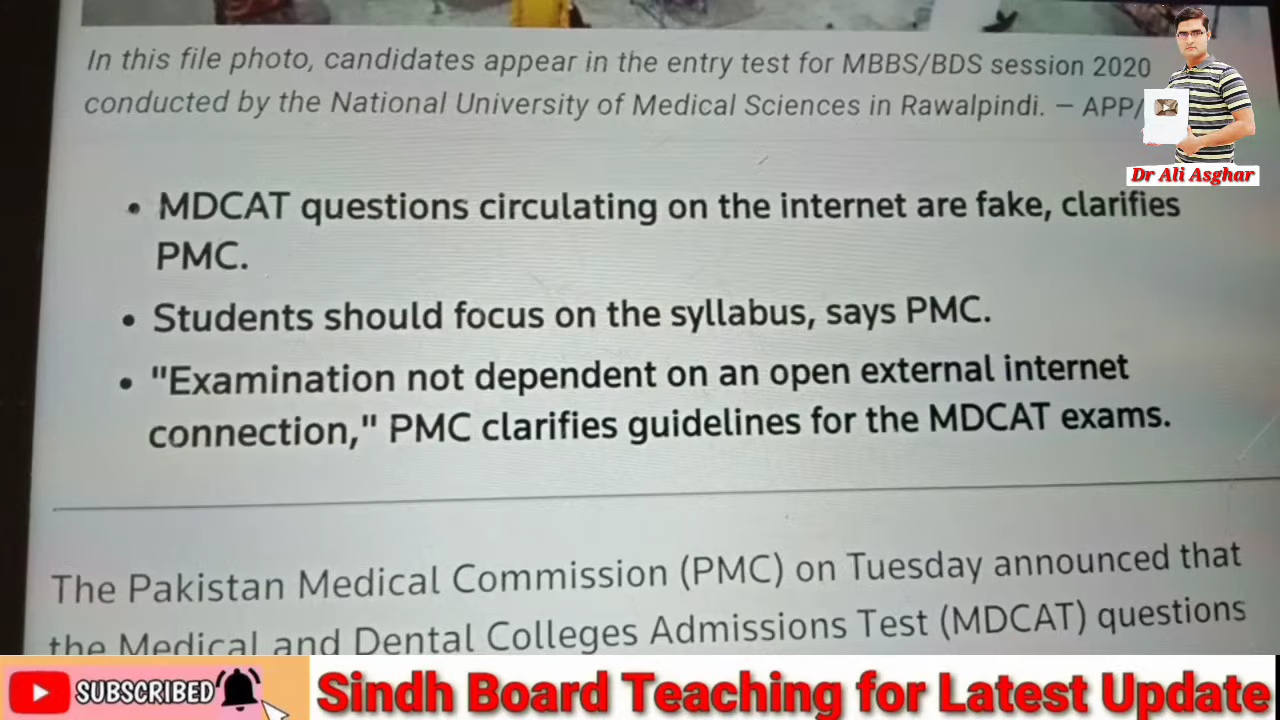 In this file photo, candidates appear in the entry test for MBBS/BDS session 2020
conducted by the National University of Medical Sciences in Rawalpindi. — APP/
Dr Ali Asghar
• MDCAT questions circulating on the internet are fake, clarifies
PMC.
• Students should focus on the syllabus, says PMC.
• "Examination not dependent on an open external internet
connection," PMC clarifies guidelines for the MDCAT exams.
The Pakistan Medical Commission (PMC) on Tuesday announced that
the Medical and Dental Colleges Admissions Test (MDCAT) questions
SUBSCRIBED
Sindh Board Teaching for Latest Update